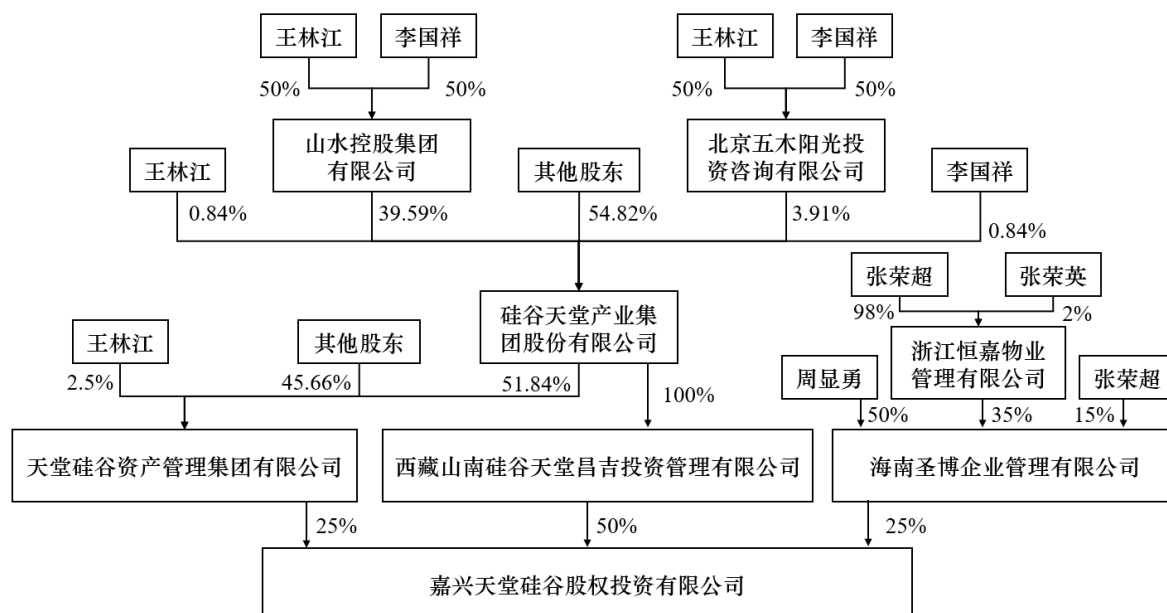 王林江 李国祥 王林江 李国祥
50% 50% 50% 50%
山水控股集团
有限公司
北京五木阳光投
资咨询有限公司
王林江 其他股东 李国祥
0.84% 39.59% 54.82% 3.91% 0.84%
张荣超 张荣英
98% 2%
硅谷天堂产业集
团股份有限公司
王林江 其他股东
浙江恒嘉物业
管理有限公司
周显勇 张荣超
2.5% 45.66% 51.84% 100% 50% 35% 15%
天堂硅谷资产管理集团有限公司 西藏山南硅谷天堂昌吉投资管理有限公司 海南圣博企业管理有限公司
25% 50% 25%
嘉兴天堂硅谷股权投资有限公司